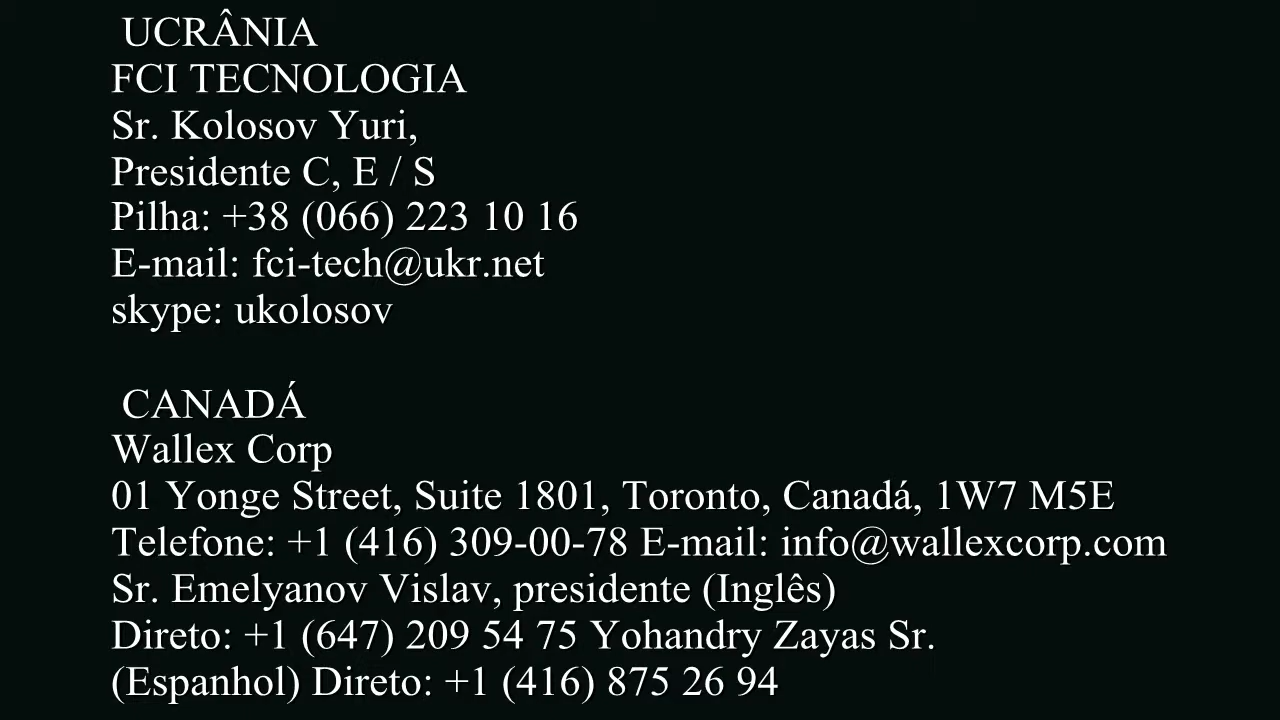 UCRÂNIA
FCI TECNOLOGIA
Sr. Kolosov Yuri,
Presidente C, E / S
Pilha: +38 (066) 223 10 16
E-mail: fci-tech@ukr.net
skype: ukolosov
CANADÁ
Wallex Corp
01 Yonge Street, Suite 1801, Toronto, Canadá, 1W7 M5E
Telefone: +1 (416) 309-00-78 E-mail: info@wallexcorp.com
Sr. Emelyanov Vislav, presidente (Inglês)
Direto: +1 (647) 209 54 75 Yohandry Zayas Sr.
(Espanhol) Direto: +1 (416) 875 26 94